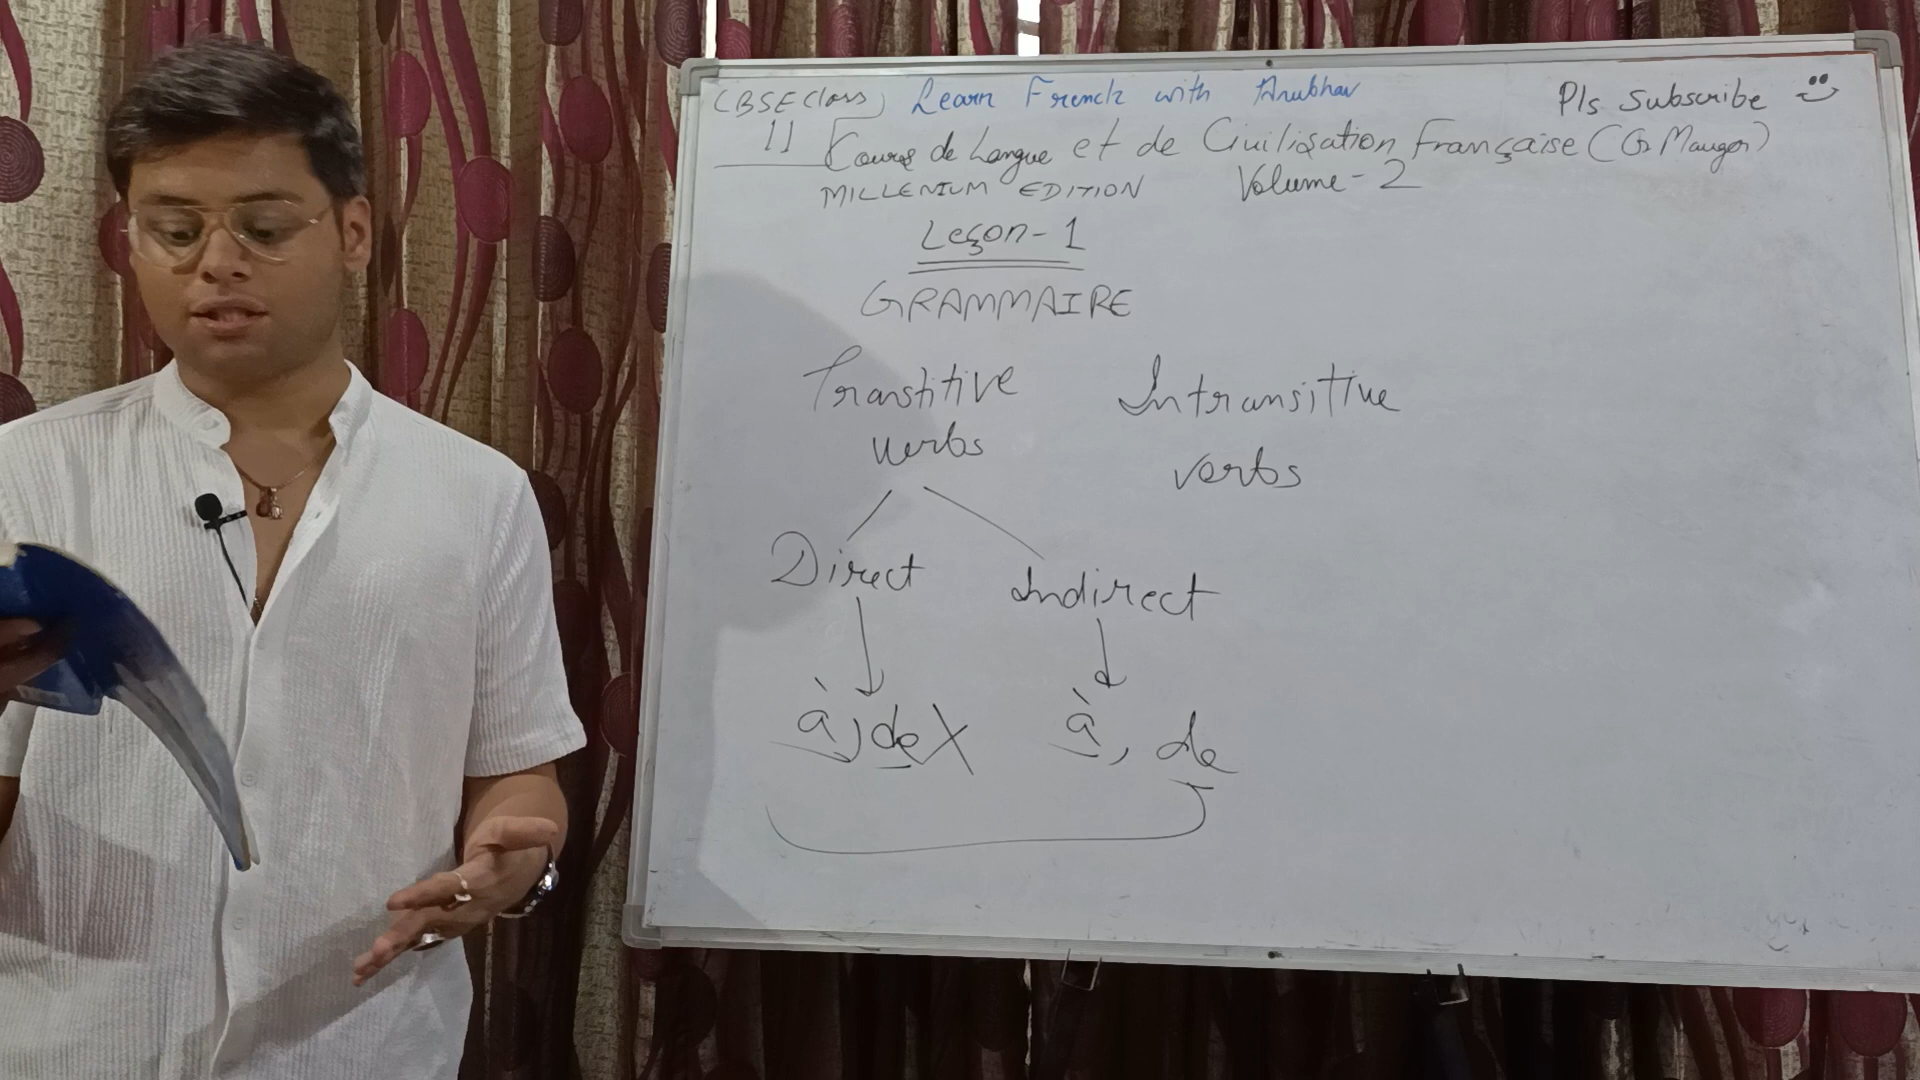 CBSE Class Learn French with Anubhav Pls Subscribe
11 Cours de Langue et de Civilisation Française (G. Mauger)
MILLENIUM EDITION Volume-2
Leçon-1
GRAMMAIRE
Transtitive Intransitive
verbs verbs
Direct Indirect
à, de X à, de